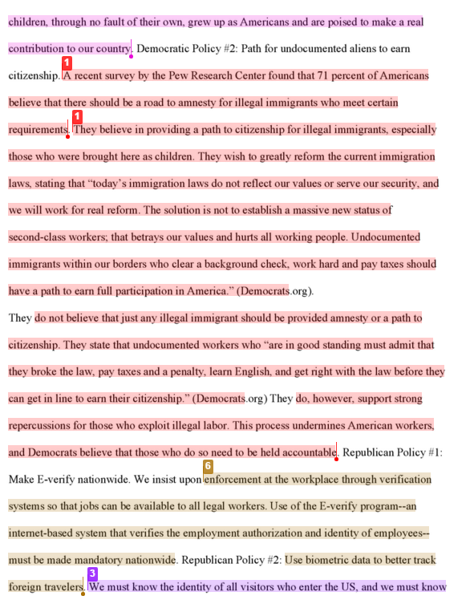 children, through no fault of their own, grew up as Americans and are poised to make a real
contribution to our country. Democratic Policy #2: Path for undocumented aliens to earn
1
citizenship. A recent survey by the Pew Research Center found that 71 percent of Americans
believe that there should be a road to amnesty for illegal immigrants who meet certain
1
requirements. They believe in providing a path to citizenship for illegal immigrants, especially
those who were brought here as children. They wish to greatly reform the current immigration
laws, stating that “today’s immigration laws do not reflect our values or serve our security, and
we will work for real reform. The solution is not to establish a massive new status of
second-class workers; that betrays our values and hurts all working people. Undocumented
immigrants within our borders who clear a background check, work hard and pay taxes should
have a path to earn full participation in America.” (Democrats.org).
They do not believe that just any illegal immigrant should be provided amnesty or a path to
citizenship. They state that undocumented workers who “are in good standing must admit that
they broke the law, pay taxes and a penalty, learn English, and get right with the law before they
can get in line to earn their citizenship.” (Democrats.org) They do, however, support strong
repercussions for those who exploit illegal labor. This process undermines American workers,
and Democrats believe that those who do so need to be held accountable. Republican Policy #1:
6
Make E-verify nationwide. We insist upon enforcement at the workplace through verification
systems so that jobs can be available to all legal workers. Use of the E-verify program--an
internet-based system that verifies the employment authorization and identity of employees--
must be made mandatory nationwide. Republican Policy #2: Use biometric data to better track
3
foreign travelers. We must know the identity of all visitors who enter the US, and we must know